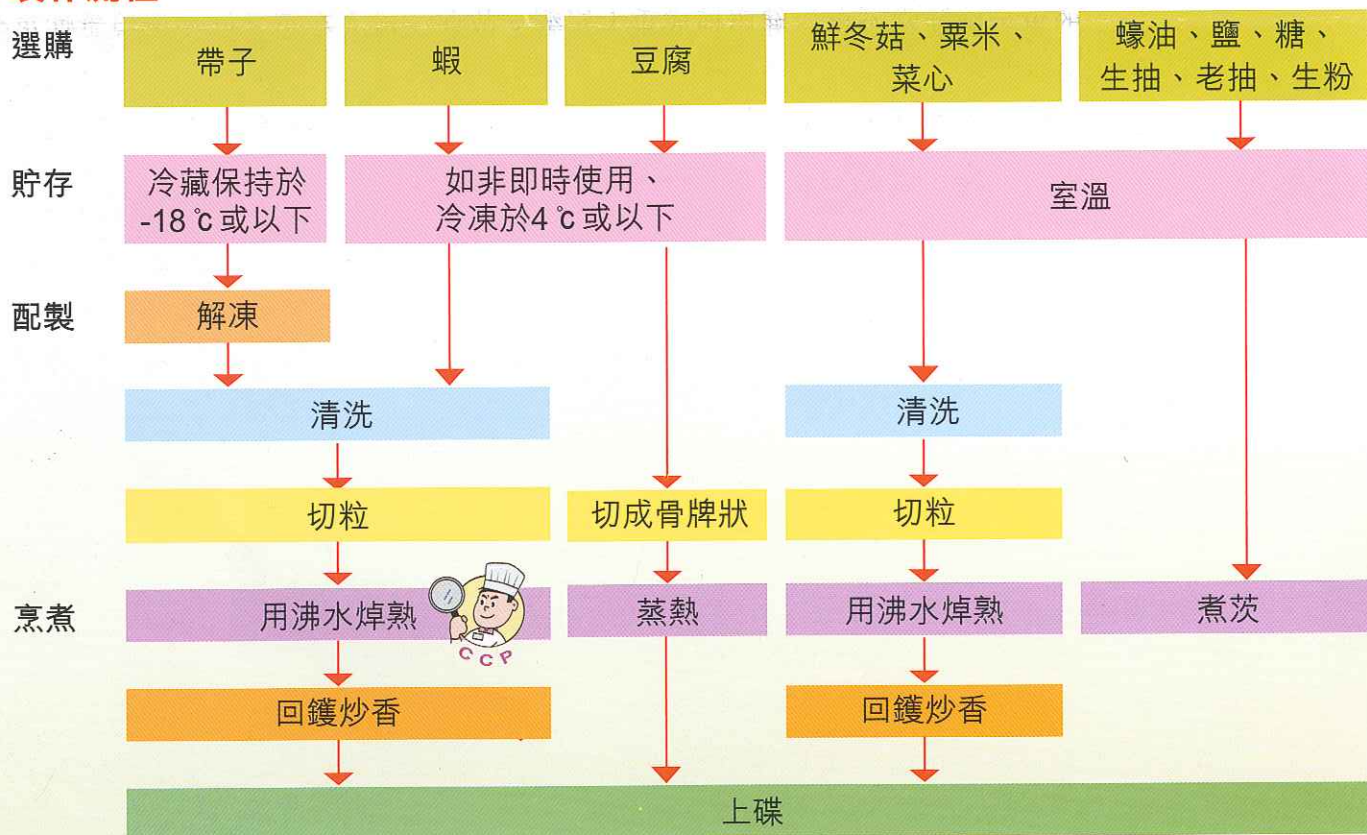 選購
帶子
蝦
豆腐
鮮冬菇、粟米、
菜心
蠔油、鹽、糖、
生抽、老抽、生粉
貯存
冷藏保持於
-18℃或以下
如非即時使用、
冷凍於4℃或以下
室溫
配製
解凍
清洗
清洗
切粒
切成骨牌狀
切粒
烹煮
用沸水焯熟
CCP
蒸熱
用沸水焯熟
煮茨
回鑊炒香
回鑊炒香
上碟